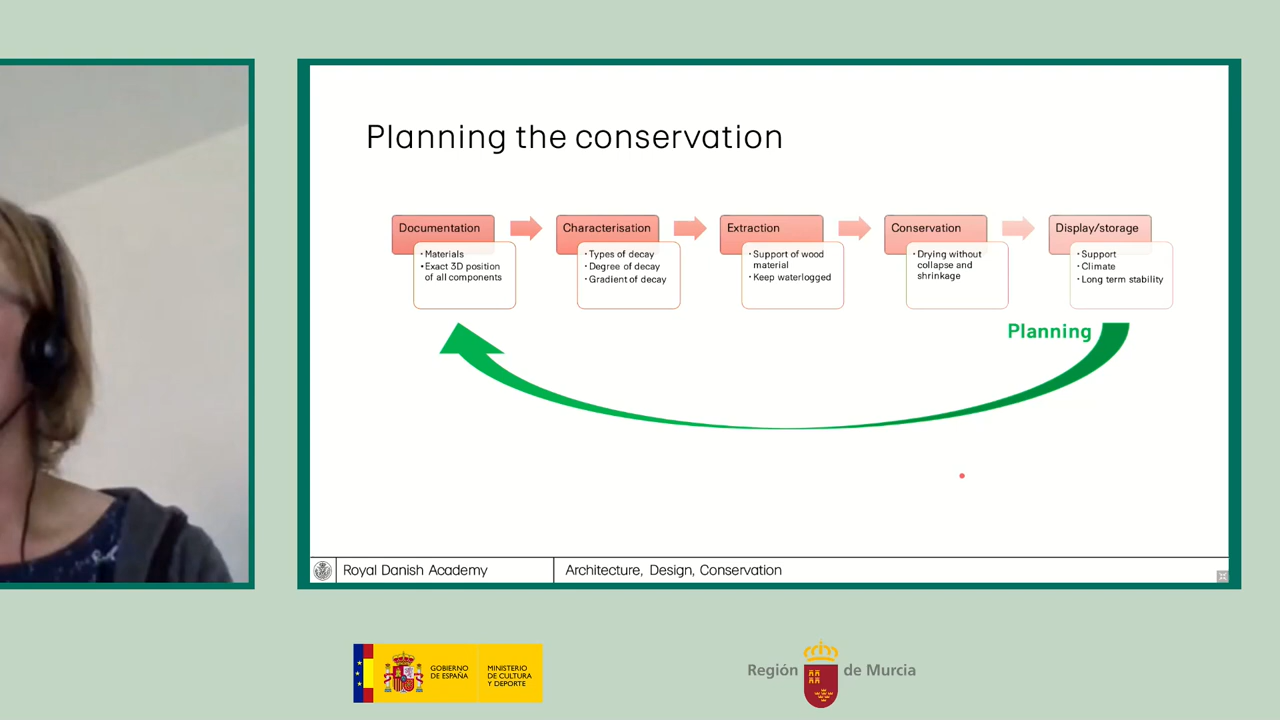 Planning the conservation
Documentation
• Materials
• Exact 3D position
of all components
Characterisation
• Types of decay
• Degree of decay
• Gradient of decay
Extraction
• Support of wood
material
• Keep waterlogged
Conservation
• Drying without
collapse and
shrinkage
Display/storage
• Support
• Climate
• Long term stability
Planning
Royal Danish Academy
Architecture, Design, Conservation
GOBIERNO
DE ESPAÑA
MINISTERIO
DE CULTURA
Y DEPORTE
Región de Murcia